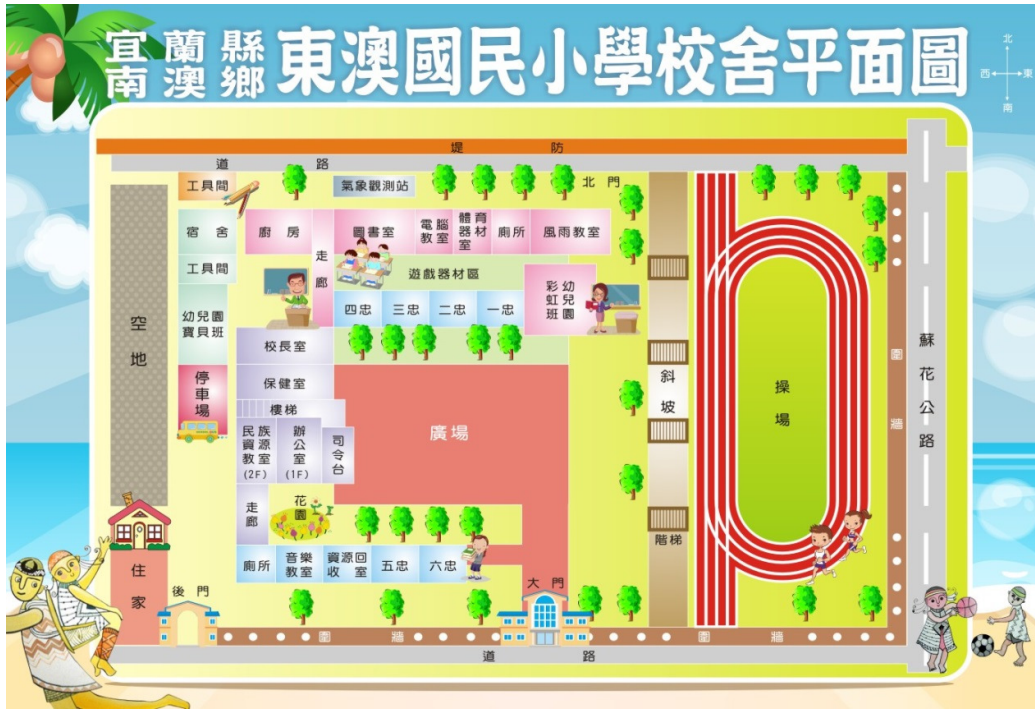 宜蘭縣
南澳鄉
東澳國民小學校舍平面圖
北
西
東
南
堤防
道路
工具間
氣象觀測站
北門
宿舍
廚房
走廊
圖書室
電腦
教室
體育
器材
室
廁所
風雨教室
工具間
遊戲器材區
幼兒園
彩虹班
幼兒園
寶貝班
四忠
三忠
二忠
一忠
空地
校長室
停車場
保健室
樓梯
廣場
斜坡
操場
圍牆
蘇花公路
民族
資源
教室
(2F)
辦公室
(1F)
司令台
走廊
花園
階梯
廁所
音樂
教室
資源回
收室
五忠
六忠
住家
後門
大門
圍牆
圍牆
道路